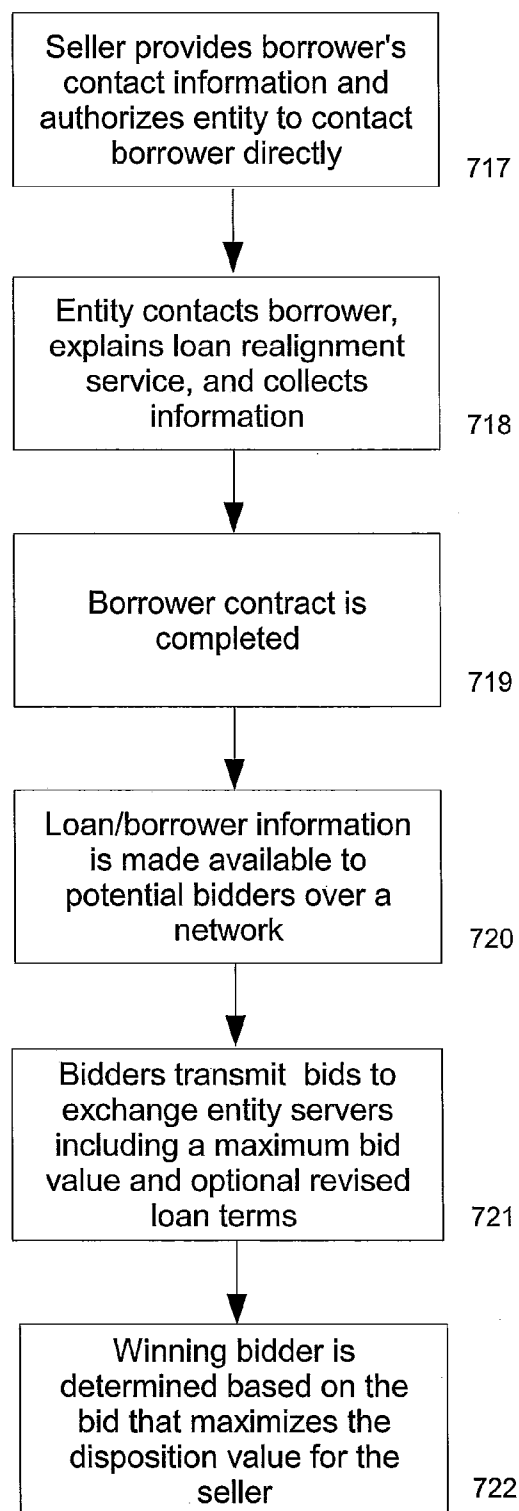 Seller provides borrower's
contact information and
authorizes entity to contact
borrower directly
717
Entity contacts borrower,
explains loan realignment
service, and collects
information
718
Borrower contract is
completed
719
Loan/borrower information
is made available to
potential bidders over a
network
720
Bidders transmit bids to
exchange entity servers
including a maximum bid
value and optional revised
loan terms
721
Winning bidder is
determined based on the
bid that maximizes the
disposition value for the
seller
722